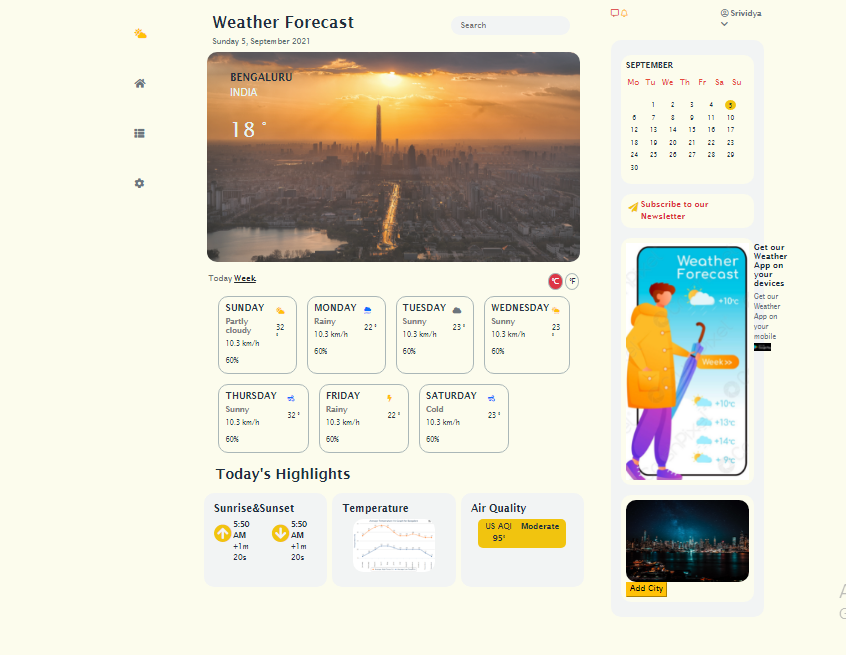 Weather Forecast
Search
Srividya
Sunday 5, September 2021
BENGALURU
INDIA
18 °
Today Week
°C °F
SUNDAY
Partly cloudy
32 °
10.3 km/h
60%
MONDAY
Rainy
22 °
10.3 km/h
60%
TUESDAY
Sunny
23 °
10.3 km/h
60%
WEDNESDAY
Sunny
23 °
10.3 km/h
60%
THURSDAY
Sunny
32 °
10.3 km/h
60%
FRIDAY
Rainy
22 °
10.3 km/h
60%
SATURDAY
Cold
23 °
10.3 km/h
60%
Today's Highlights
Sunrise&Sunset
5:50 AM
+1m 20s
5:50 AM
+1m 20s
Temperature
Air Quality
US AQI Moderate
95°
SEPTEMBER
Mo Tu We Th Fr Sa Su
1 2 3 4 5
6 7 8 9 11 10
12 13 14 15 16 17
18 19 20 21 22 23
24 25 26 27 28 29
30
Subscribe to our
Newsletter
Weather
Forecast
+10°C
Week>>
+10°C
+13°C
+14°C
Get our
Weather
App on
your
devices
Get our
Weather
App on
your
mobile
Add City